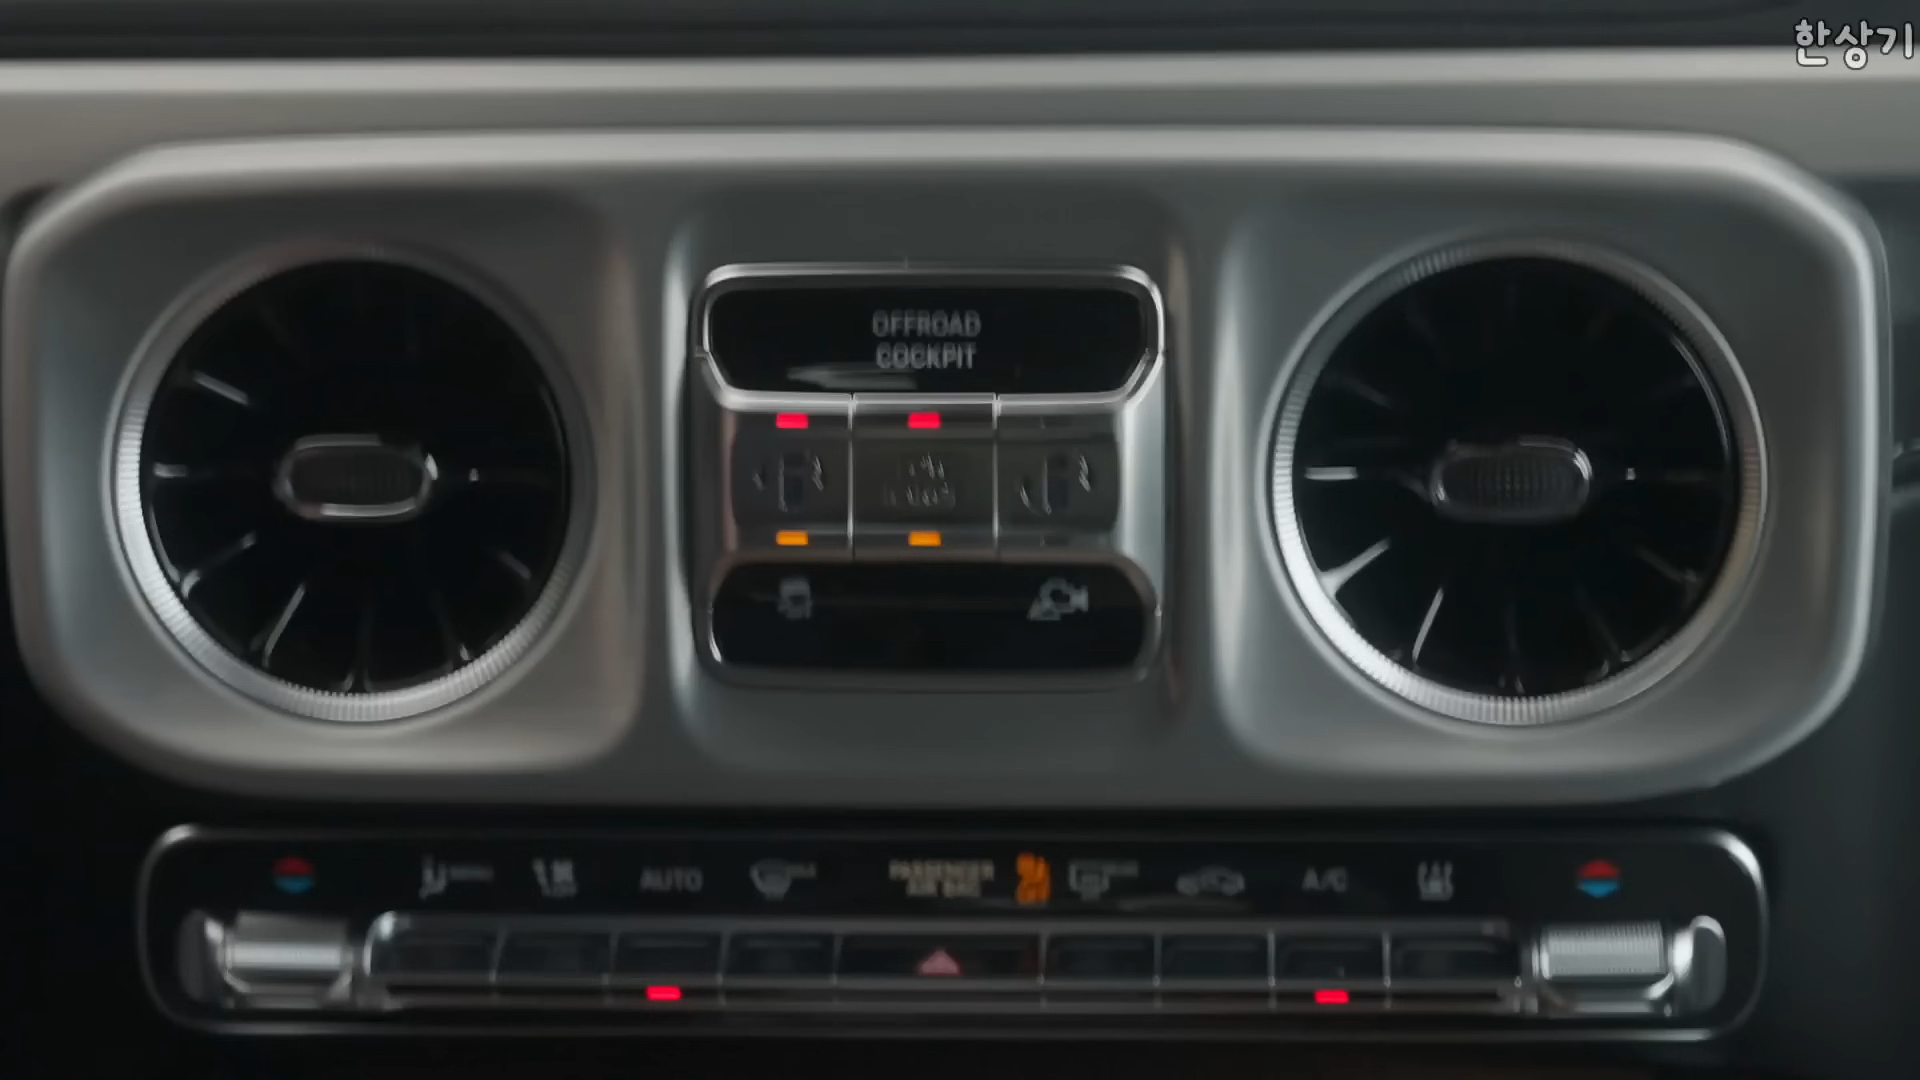 한상기
OFFROAD
COCKPIT
AUTO
PASSENGER
AIR BAG
A/C